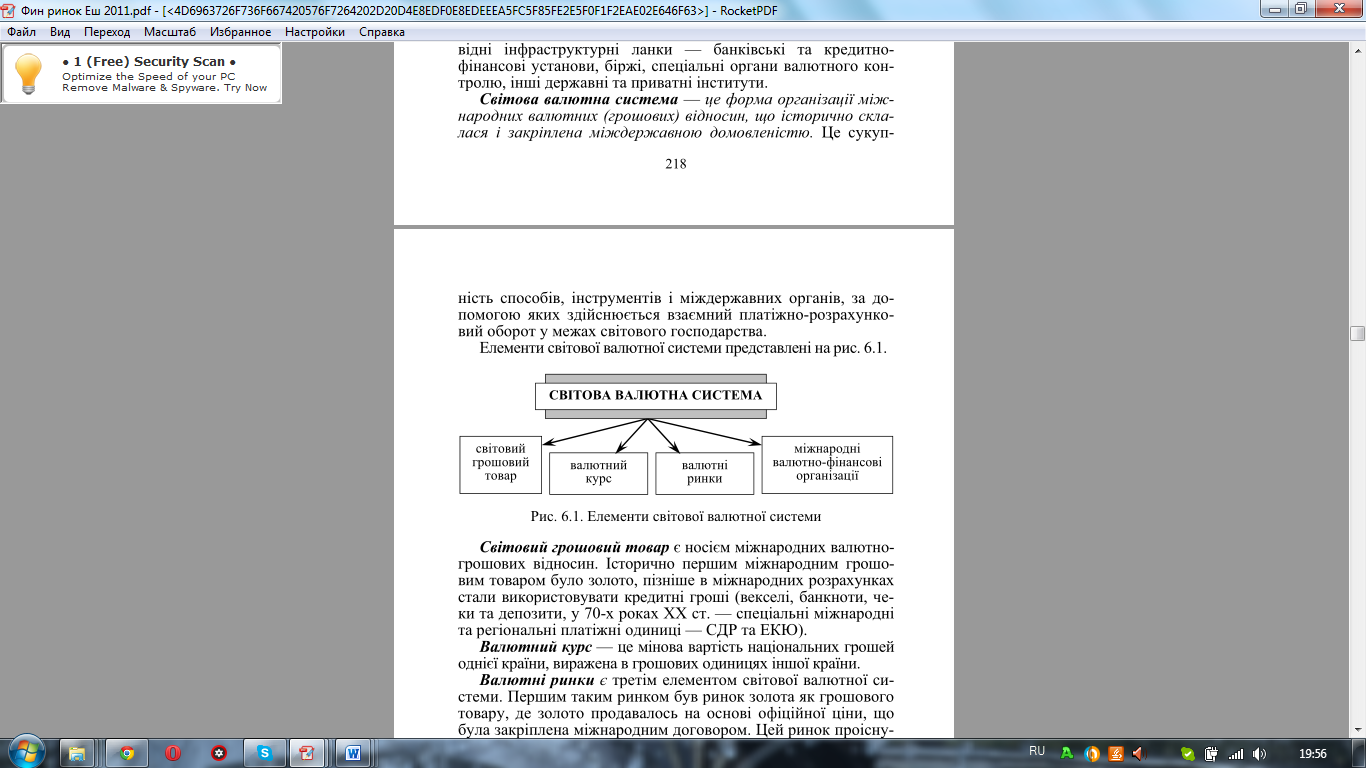 Фин ринок Еш 2011.pdf - [<4D6963726F736F667420576F7264202D20D4E8EDF0E8EDEEEA5FC5F85FE2E5F0F1F2EAE02E646F63>] - RocketPDF
Файл Вид Переход Масштаб Избранное Настройки Справка
● 1 (Free) Security Scan ●
Optimize the Speed of your PC
Remove Malware & Spyware. Try Now
відні інфраструктурні ланки — банківські та кредитно-
фінансові установи, біржі, спеціальні органи валютного кон-
тролю, інші державні та приватні інститути.
Світова валютна система — це форма організації між-
народних валютних (грошових) відносин, що історично скла-
лася і закріплена міждержавною домовленістю. Це сукуп-
218
ність способів, інструментів і міждержавних органів, за до-
помогою яких здійснюється взаємний платіжно-розрахунко-
вий оборот у межах світового господарства.
Елементи світової валютної системи представлені на рис. 6.1.
СВІТОВА ВАЛЮТНА СИСТЕМА
світовий
грошовий
товар
валютний
курс
валютні
ринки
міжнародні
валютно-фінансові
організації
Рис. 6.1. Елементи світової валютної системи
Світовий грошовий товар є носієм міжнародних валютно-
грошових відносин. Історично першим міжнародним грошо-
вим товаром було золото, пізніше в міжнародних розрахунках
стали використовувати кредитні гроші (векселі, банкноти, че-
ки та депозити, у 70-х роках ХХ ст. — спеціальні міжнародні
та регіональні платіжні одиниці — СДР та ЕКЮ).
Валютний курс — це мінова вартість національних грошей
однієї країни, виражена в грошових одиницях іншої країни.
Валютні ринки є третім елементом світової валютної си-
стеми. Першим таким ринком був ринок золота як грошового
товару, де золото продавалось на основі офіційної ціни, що
була закріплена міжнародним договором. Цей ринок проісну-
RU
19:56